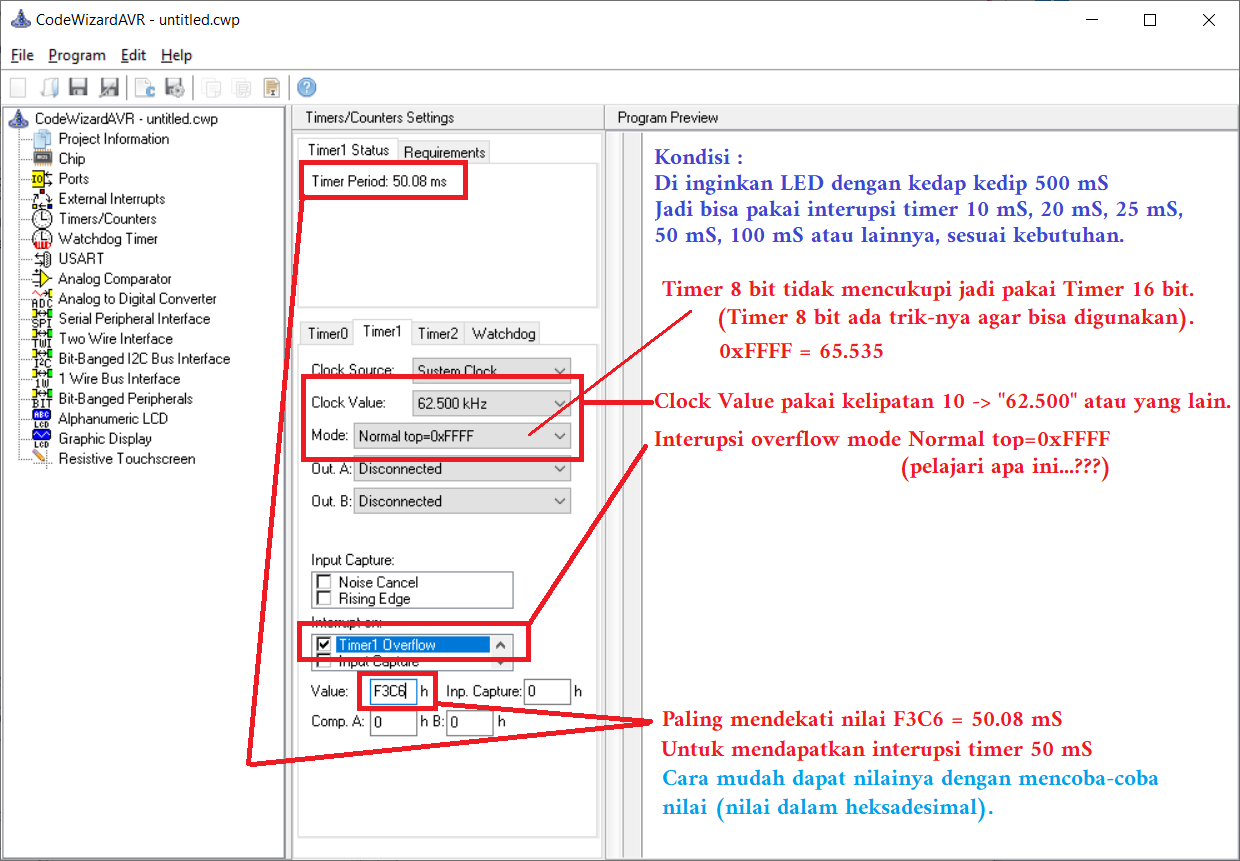 CodeWizardAVR - untitled.cwp
File Program Edit Help
CodeWizardAVR - untitled.cwp
Project Information
Chip
Ports
External Interrupts
Timers/Counters
Watchdog Timer
USART
Analog Comparator
Analog to Digital Converter
Serial Peripheral Interface
Two Wire Interface
Bit-Banged I2C Bus Interface
1 Wire Bus Interface
Bit-Banged Peripherals
Alphanumeric LCD
Graphic Display
Resistive Touchscreen
Timers/Counters Settings
Timer1 Status Requirements
Timer Period: 50.08 ms
Timer0 Timer1 Timer2 Watchdog
Clock Source: System Clock
Clock Value: 62.500 kHz
Mode: Normal top=0xFFFF
Out. A: Disconnected
Out. B: Disconnected
Input Capture:
Noise Cancel
Rising Edge
Interrupt on:
Timer1 Overflow
Input Capture
Value: F3C6 h Inp. Capture: 0 h
Comp. A: 0 h B: 0 h
Program Preview
Kondisi :
Di inginkan LED dengan kedap kedip 500 mS
Jadi bisa pakai interupsi timer 10 mS, 20 mS, 25 mS,
50 mS, 100 mS atau lainnya, sesuai kebutuhan.
Timer 8 bit tidak mencukupi jadi pakai Timer 16 bit.
(Timer 8 bit ada trik-nya agar bisa digunakan).
0xFFFF = 65.535
Clock Value pakai kelipatan 10 -> "62.500" atau yang lain.
Interupsi overflow mode Normal top=0xFFFF
(pelajari apa ini...???)
Paling mendekati nilai F3C6 = 50.08 mS
Untuk mendapatkan interupsi timer 50 mS
Cara mudah dapat nilainya dengan mencoba-coba
nilai (nilai dalam heksadesimal).